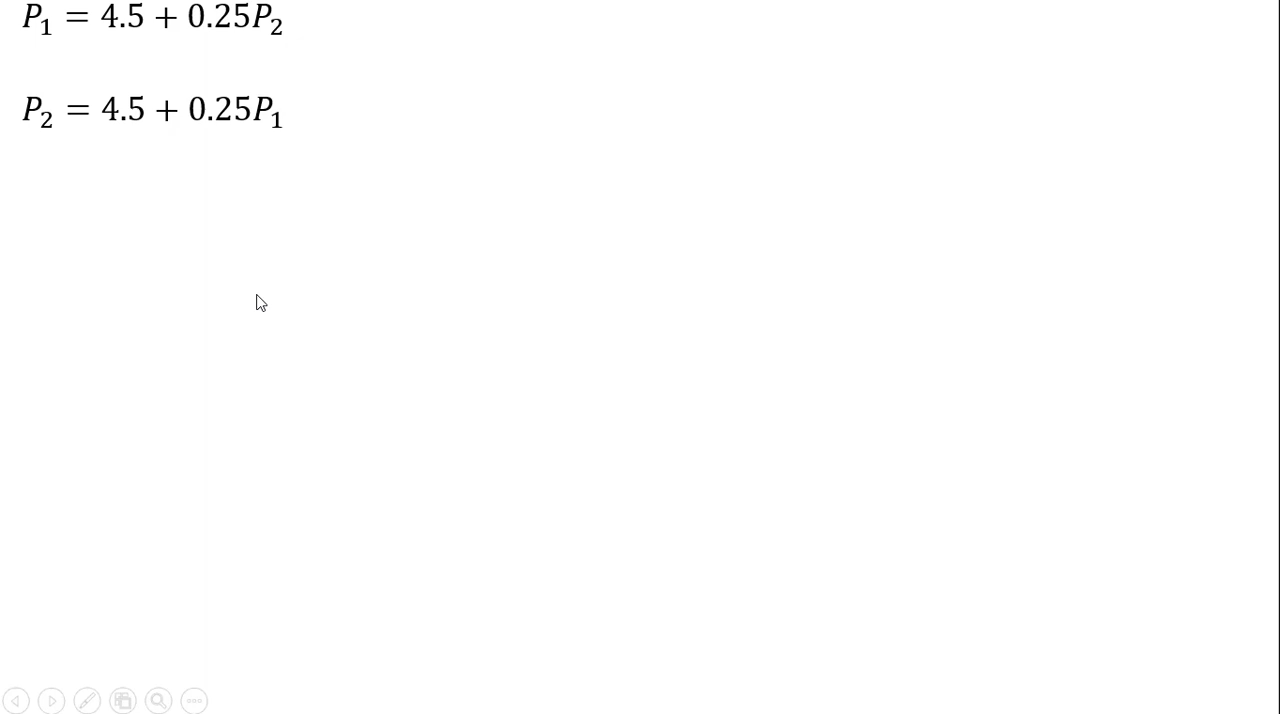 P₁ = 4.5 + 0.25P₂
P₂ = 4.5 + 0.25P₁